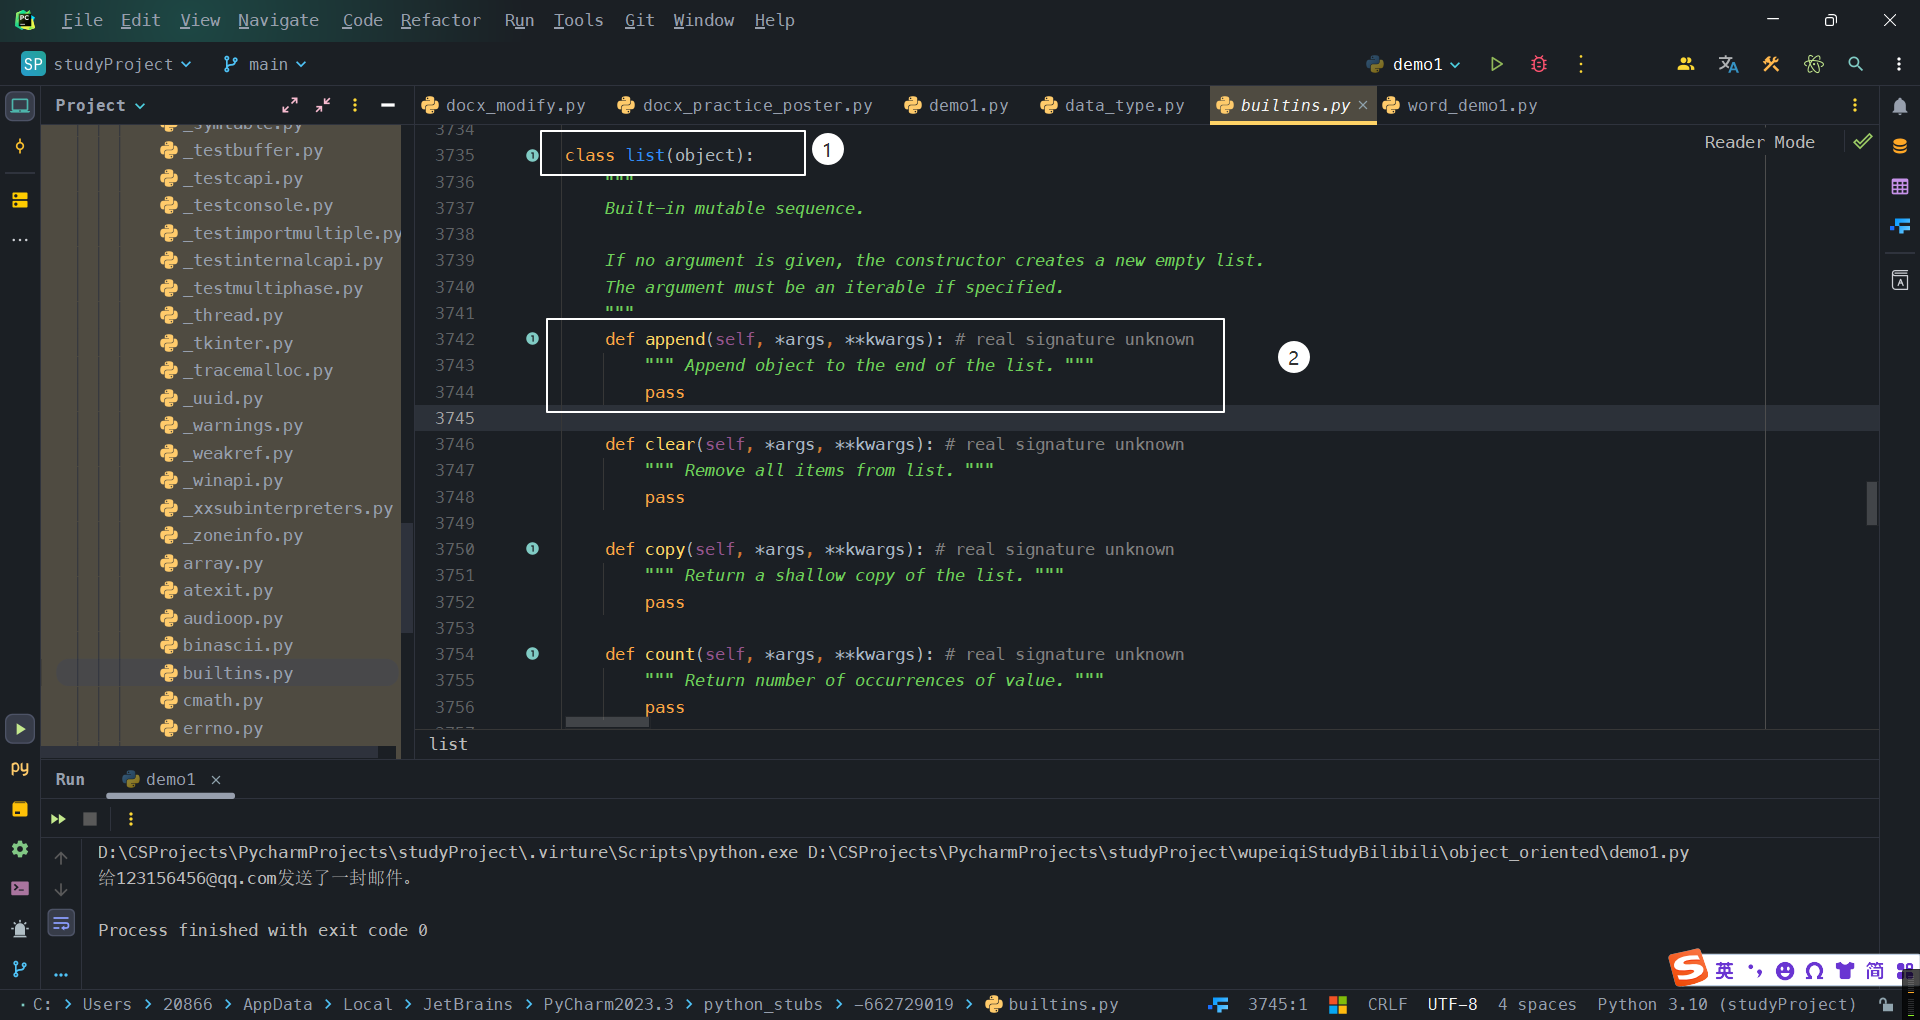 File Edit View Navigate Code Refactor Run Tools Git Window Help
SP studyProject main demo1
Project
docx_modify.py docx_practice_poster.py demo1.py data_type.py builtins.py word_demo1.py
Reader Mode
_symtable.py
_testbuffer.py
_testcapi.py
_testconsole.py
_testimportmultiple.py
_testinternalcapi.py
_testmultiphase.py
_thread.py
_tkinter.py
_tracemalloc.py
_uuid.py
_warnings.py
_weakref.py
_winapi.py
_xxsubinterpreters.py
_zoneinfo.py
array.py
atexit.py
audioop.py
binascii.py
builtins.py
cmath.py
errno.py
3734
3735 class list(object): 1
3736 """
3737 Built-in mutable sequence.
3738
3739 If no argument is given, the constructor creates a new empty list.
3740 The argument must be an iterable if specified.
3741 """
3742 def append(self, *args, **kwargs): # real signature unknown
2
3743 """ Append object to the end of the list. """
3744 pass
3745
3746 def clear(self, *args, **kwargs): # real signature unknown
3747 """ Remove all items from list. """
3748 pass
3749
3750 def copy(self, *args, **kwargs): # real signature unknown
3751 """ Return a shallow copy of the list. """
3752 pass
3753
3754 def count(self, *args, **kwargs): # real signature unknown
3755 """ Return number of occurrences of value. """
3756 pass
3757
list
Run demo1
D:\CSProjects\PycharmProjects\studyProject\.virture\Scripts\python.exe D:\CSProjects\PycharmProjects\studyProject\wupeiqiStudyBilibili\object_oriented\demo1.py
给123156456@qq.com发送了一封邮件。
Process finished with exit code 0
英 简
C: > Users > 20866 > AppData > Local > JetBrains > PyCharm2023.3 > python_stubs > -662729019 > builtins.py
3745:1 CRLF UTF-8 4 spaces Python 3.10 (studyProject)